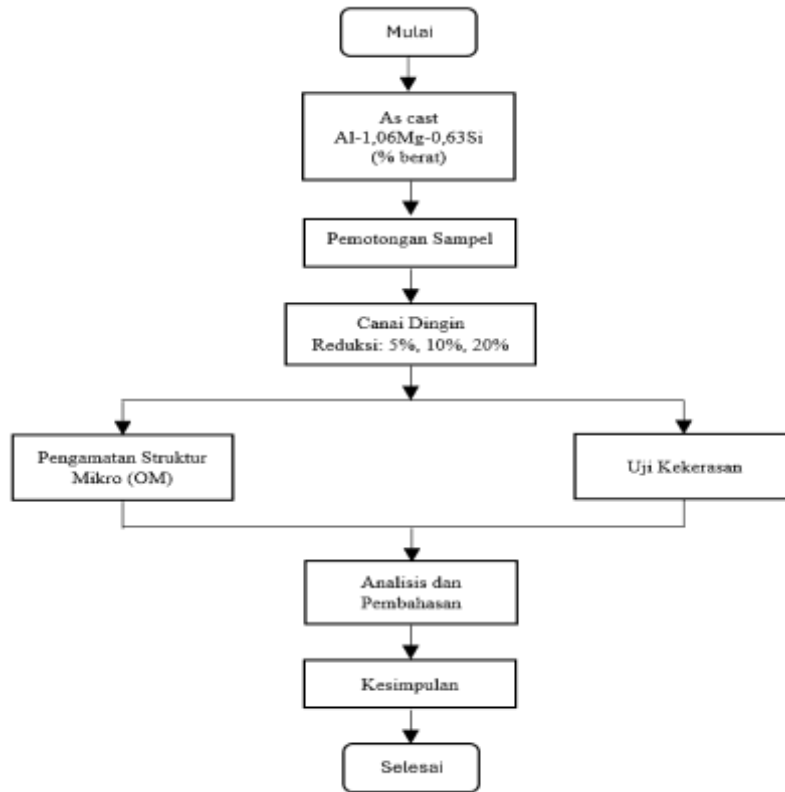 Mulai
As cast
Al-1,06Mg-0,63Si
(% berat)
Pemotongan Sampel
Canai Dingin
Reduksi: 5%, 10%, 20%
Pengamatan Struktur
Mikro (OM)
Uji Kekerasan
Analisis dan
Pembahasan
Kesimpulan
Selesai